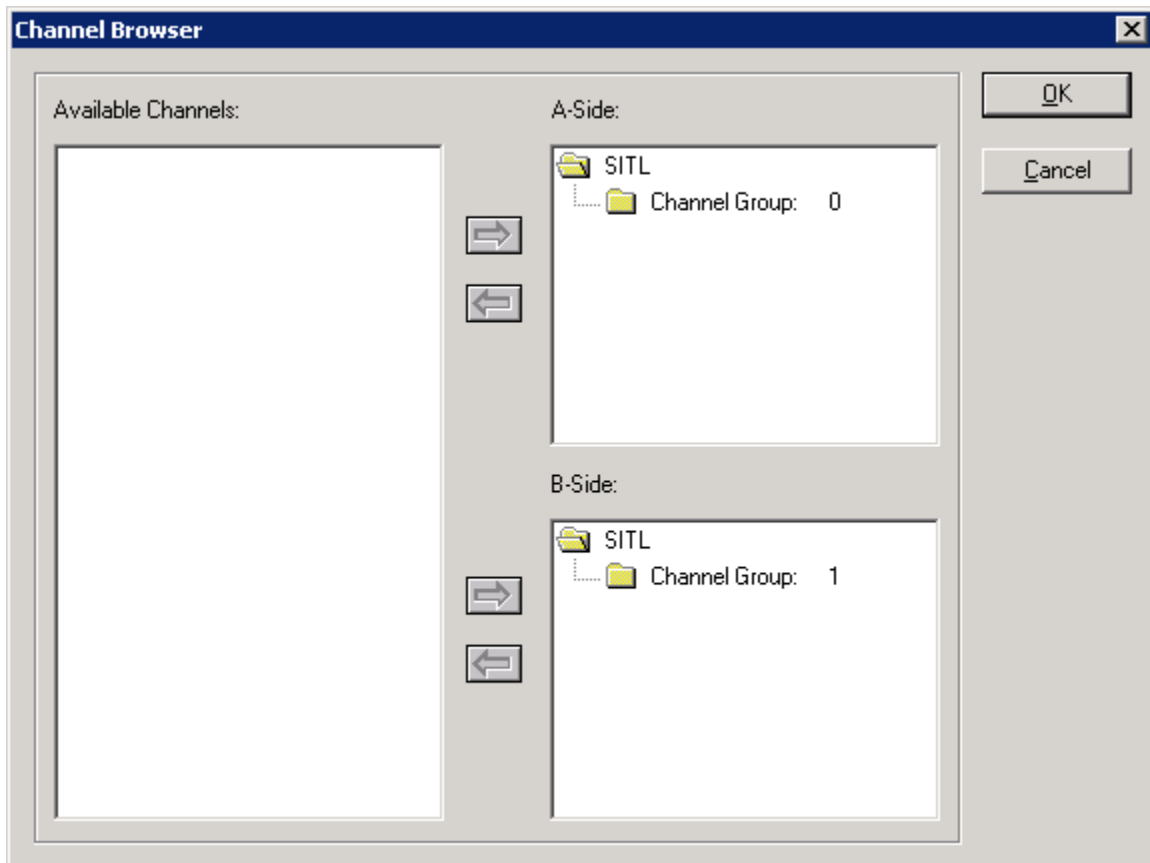 Channel Browser
Available Channels:
A-Side:
OK
SITL
Cancel
Channel Group: 0
B-Side:
SITL
Channel Group: 1